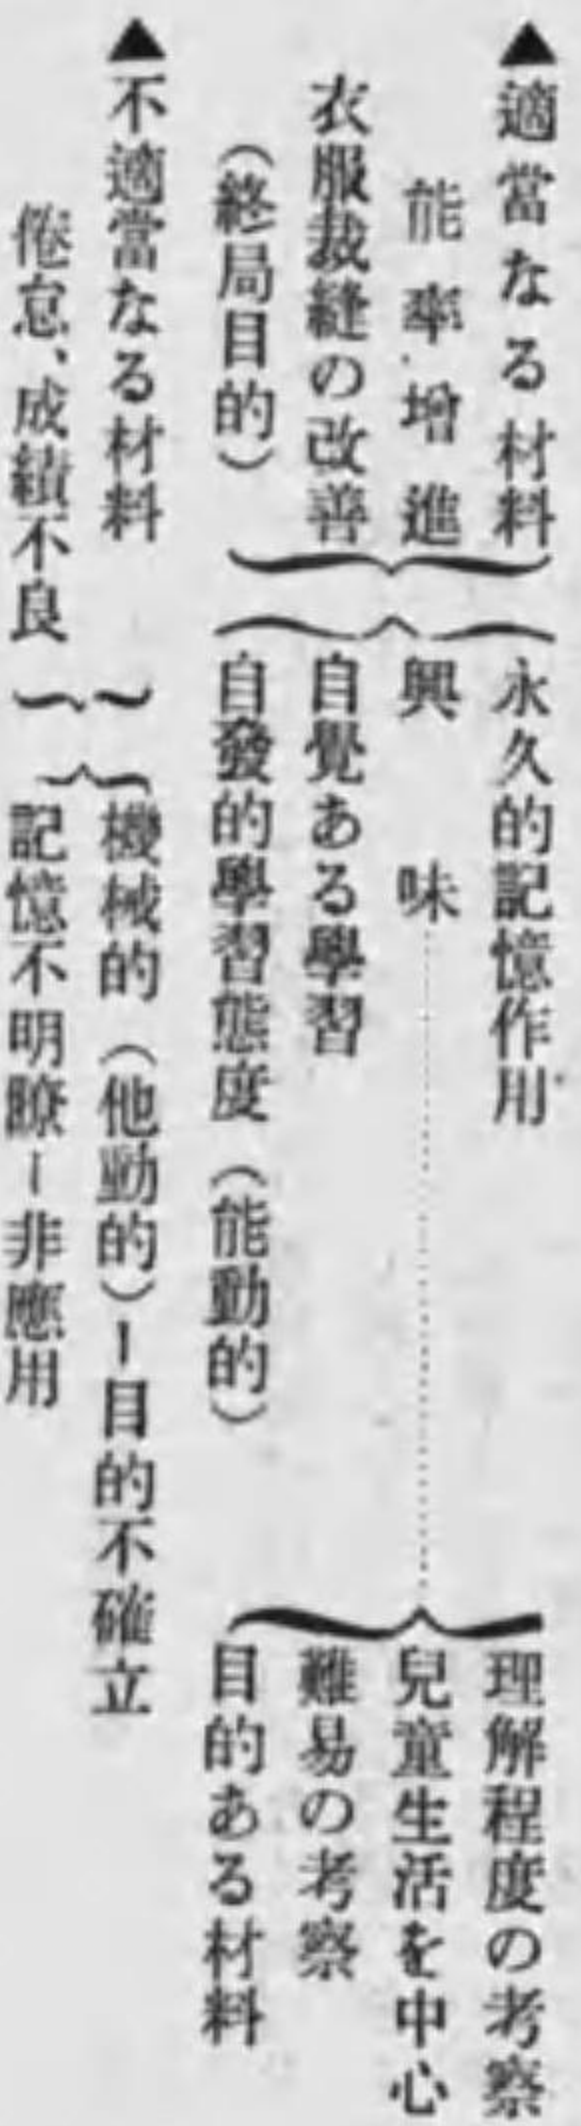 ▲適當なる材料
能率增進
衣服裁縫の改善
(終局目的)
永久的記憶作用
興味
自覺ある學習
自發的學習態度(能動的)
理解程度の考察
兒童生活を中心
難易の考察
目的ある材料
▲不適當なる材料
倦怠、成績不良
機械的(他動的)ー目的不確立
記憶不明瞭ー非應用